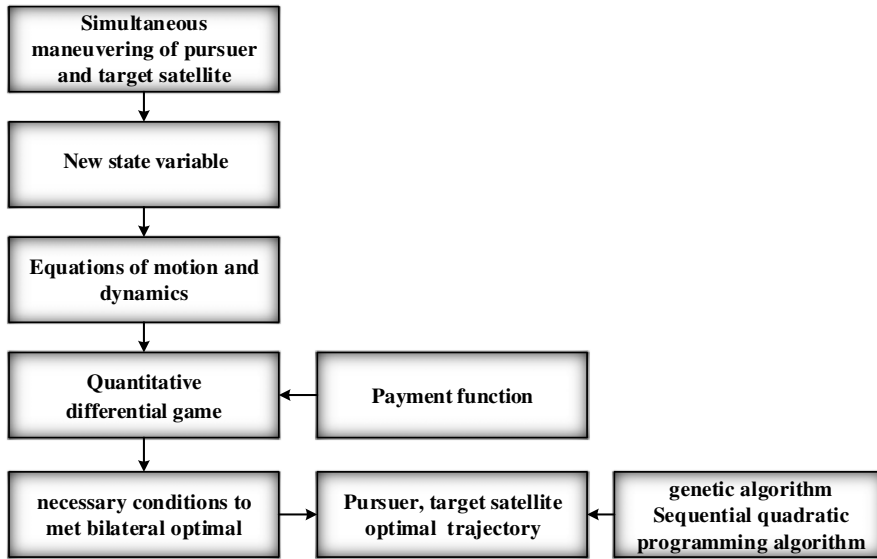 Simultaneous
maneuvering of pursuer
and target satellite
New state variable
Equations of motion and
dynamics
Quantitative
differential game
Payment function
necessary conditions to
met bilateral optimal
Pursuer, target satellite
optimal trajectory
genetic algorithm
Sequential quadratic
programming algorithm